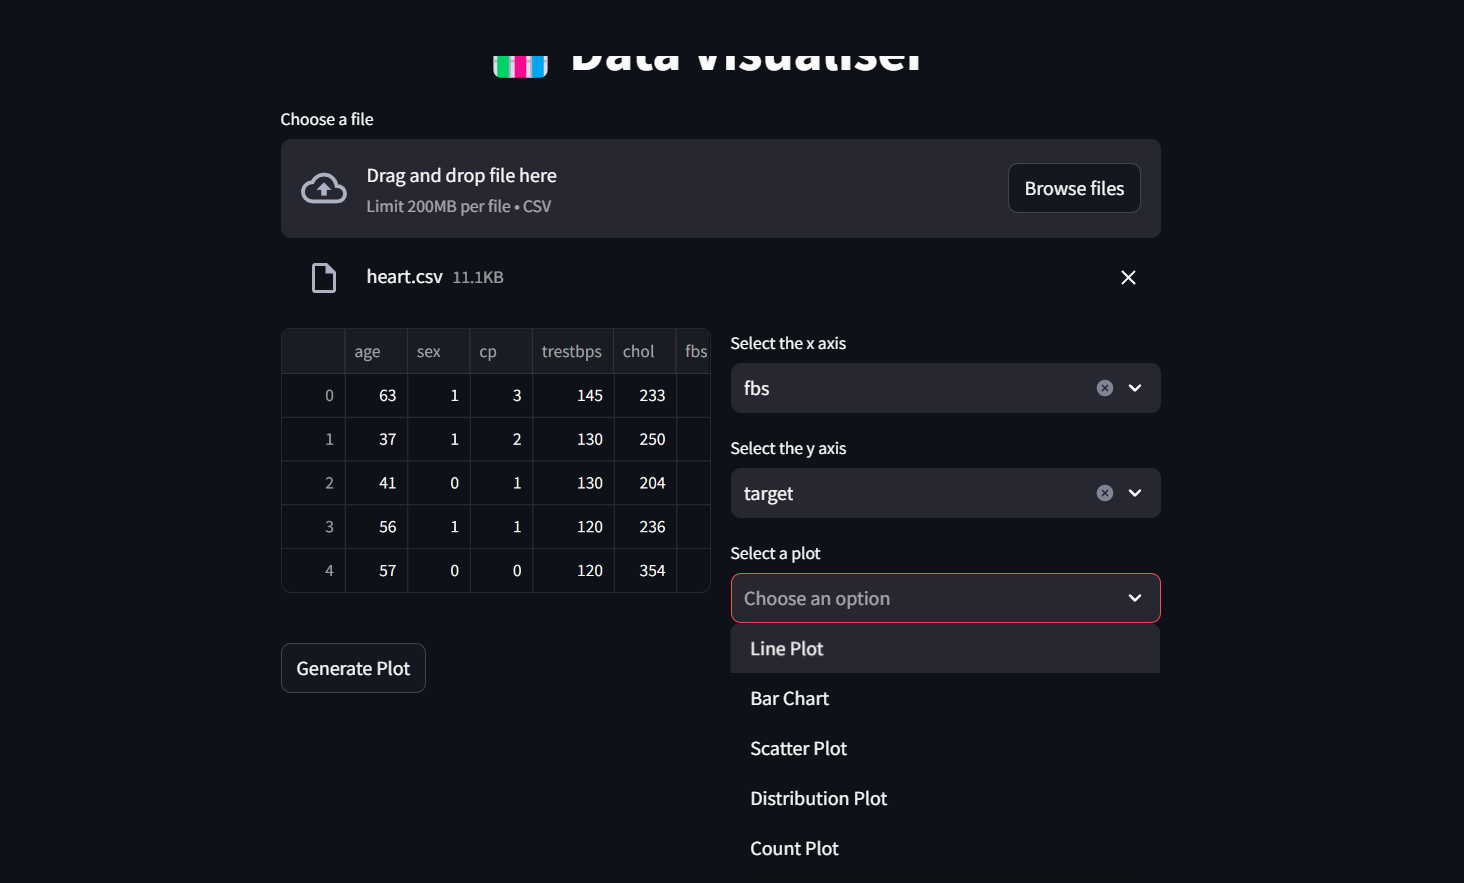 Data Visualiser
Choose a file
Drag and drop file here
Limit 200MB per file • CSV
Browse files
heart.csv 11.1KB
age sex cp trestbps chol fbs
0 63 1 3 145 233
1 37 1 2 130 250
2 41 0 1 130 204
3 56 1 1 120 236
4 57 0 0 120 354
Generate Plot
Select the x axis
fbs
Select the y axis
target
Select a plot
Choose an option
Line Plot
Bar Chart
Scatter Plot
Distribution Plot
Count Plot